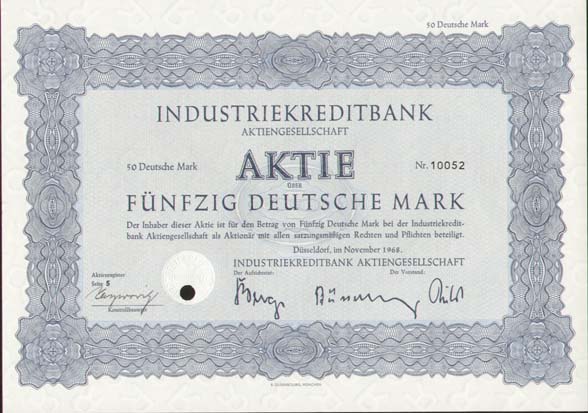 50 Deutsche Mark
INDUSTRIEKREDITBANK
AKTIENGESELLSCHAFT
50 Deutsche Mark AKTIE Nr. 10052
ÜBER
FÜNFZIG DEUTSCHE MARK
Der Inhaber dieser Aktie ist für den Betrag von Fünfzig Deutsche Mark bei der Industriekredit-
bank Aktiengesellschaft als Aktionär mit allen satzungsmäßigen Rechten und Pflichten beteiligt.
Düsseldorf, im November 1968.
INDUSTRIEKREDITBANK AKTIENGESELLSCHAFT
Aktienregister
Seite 5
Der Aufsichtsrat: Der Vorstand:
Kontrollbeamter